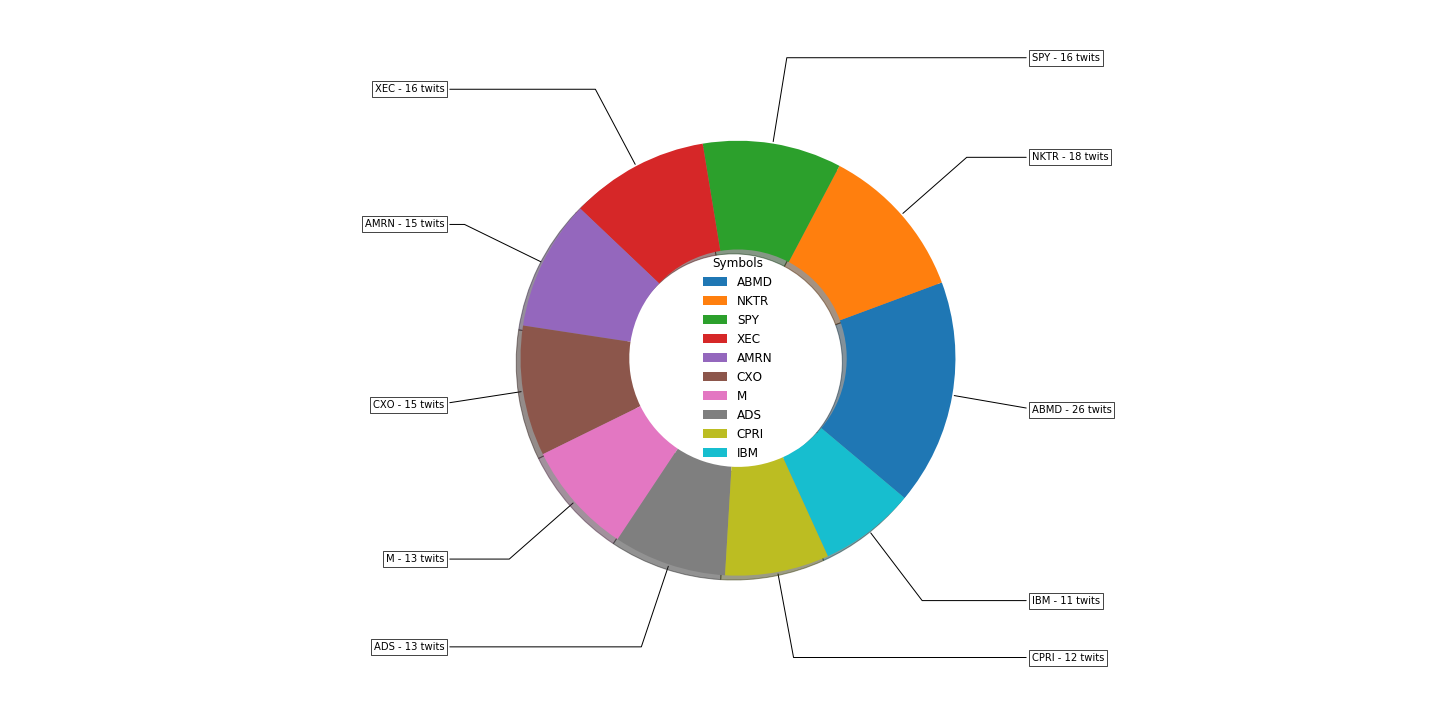 SPY - 16 twits
XEC - 16 twits
NKTR - 18 twits
AMRN - 15 twits
Symbols
ABMD
NKTR
SPY
XEC
AMRN
CXO
M
ADS
CPRI
IBM
CXO - 15 twits
ABMD - 26 twits
M - 13 twits
IBM - 11 twits
ADS - 13 twits
CPRI - 12 twits